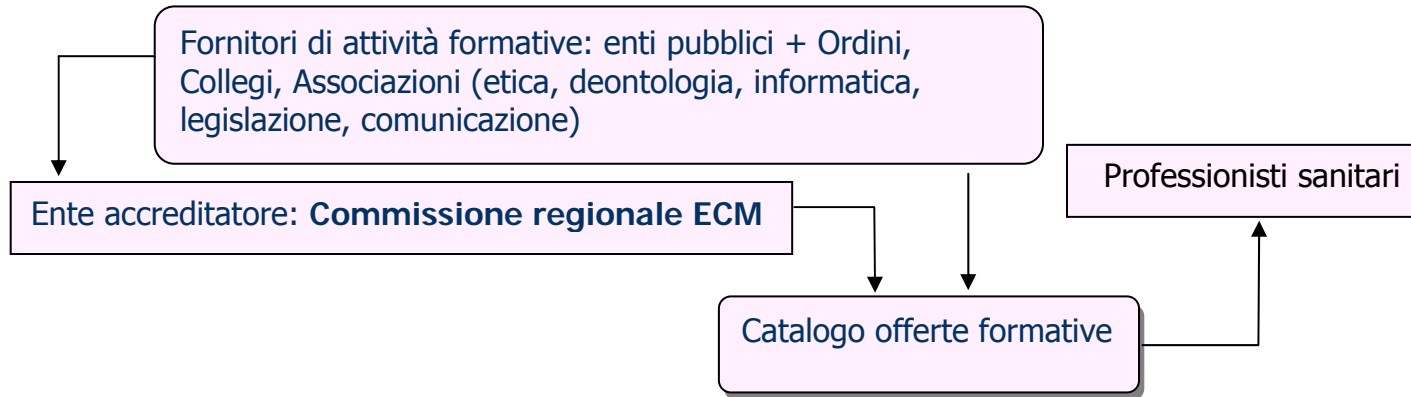 Fornitori di attività formative: enti pubblici + Ordini,
Collegi, Associazioni (etica, deontologia, informatica,
legislazione, comunicazione)
Professionisti sanitari
Ente accreditatore: Commissione regionale ECM
Catalogo offerte formative